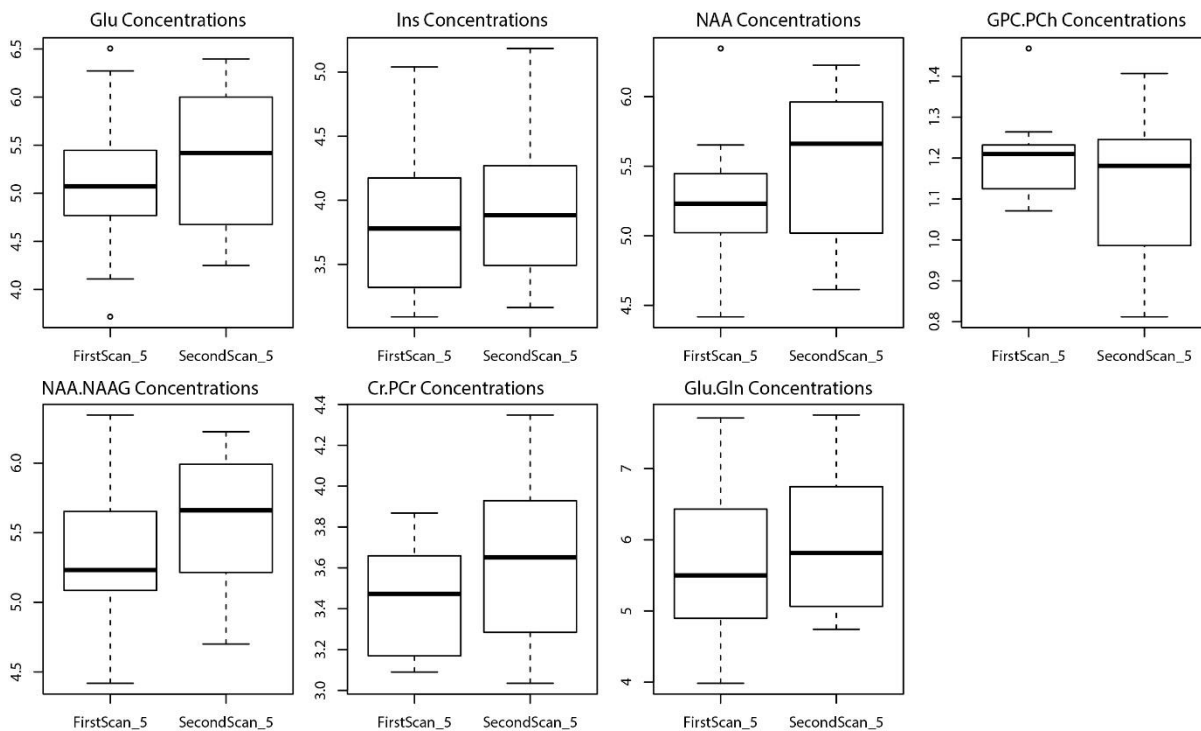 Glu Concentrations
Ins Concentrations
NAA Concentrations
GPC.PCh Concentrations
6.5
6.0
5.5
5.0
4.5
4.0
5.0
4.5
4.0
3.5
6.0
5.5
5.0
4.5
1.4
1.3
1.2
1.1
1.0
0.9
0.8
FirstScan_5 SecondScan_5
FirstScan_5 SecondScan_5
FirstScan_5 SecondScan_5
FirstScan_5 SecondScan_5
NAA.NAAG Concentrations
Cr.PCr Concentrations
Glu.Gln Concentrations
6.0
5.5
5.0
4.5
4.4
4.2
4.0
3.8
3.6
3.4
3.2
3.0
7
6
5
4
FirstScan_5 SecondScan_5
FirstScan_5 SecondScan_5
FirstScan_5 SecondScan_5